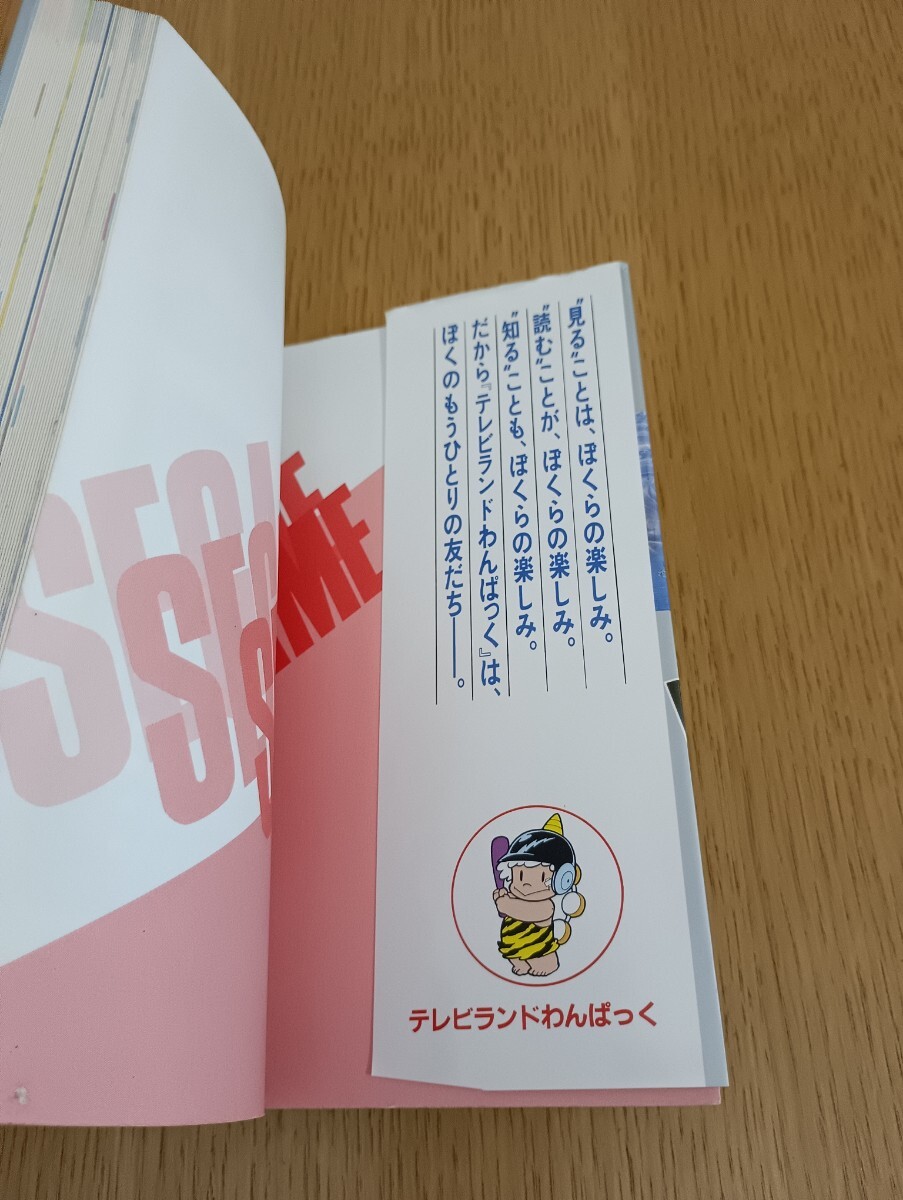 "見る"ことは、ぼくらの楽しみ。
"読む"ことが、ぼくらの楽しみ。
"知る"ことも、ぼくらの楽しみ。
だから『テレビランドわんぱっく』は、
ぼくのもうひとりの友だち──。
テレビランドわんぱっく